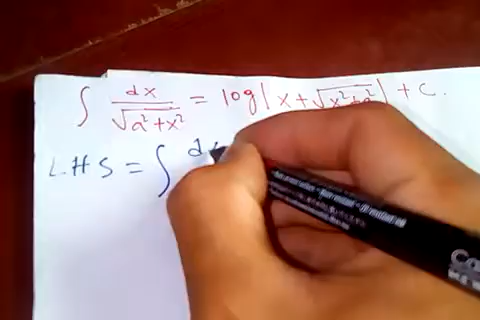 ∫ dx/√(a²+x²) = log|x+√(x²+a²)| + C.
LHS = ∫ d